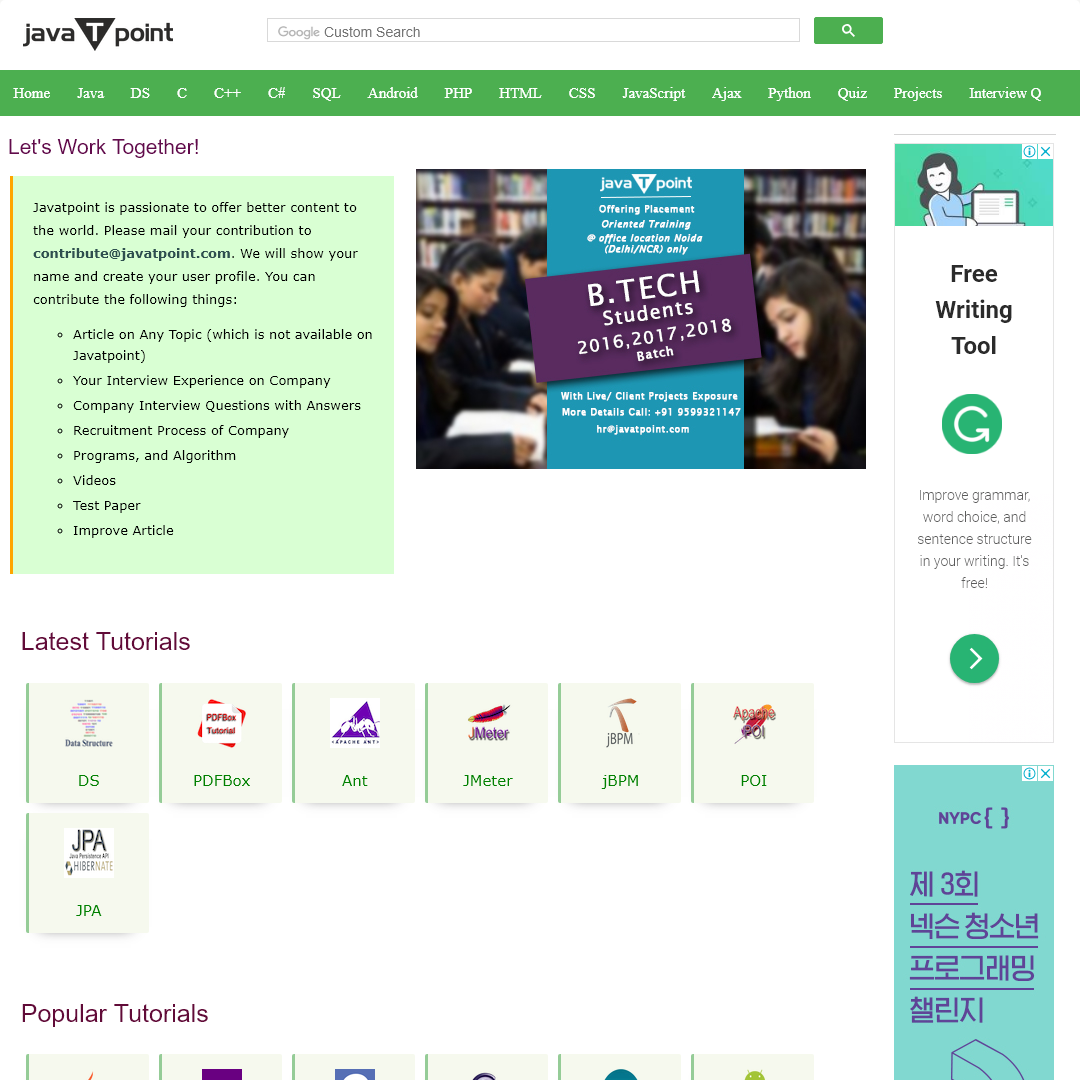 javaTpoint
Google Custom Search
Home Java DS C C++ C# SQL Android PHP HTML CSS JavaScript Ajax Python Quiz Projects Interview Q
Let's Work Together!
Javatpoint is passionate to offer better content to
the world. Please mail your contribution to
contribute@javatpoint.com. We will show your
name and create your user profile. You can
contribute the following things:
Article on Any Topic (which is not available on
Javatpoint)
Your Interview Experience on Company
Company Interview Questions with Answers
Recruitment Process of Company
Programs, and Algorithm
Videos
Test Paper
Improve Article
javaTpoint
Offering Placement
Oriented Training
@ office location Noida
(Delhi/NCR) only
B.TECH
Students
2016,2017,2018
Batch
With Live/ Client Projects Exposure
More Details Call: +91 9599321147
hr@javatpoint.com
Free
Writing
Tool
Improve grammar,
word choice, and
sentence structure
in your writing. It's
free!
Latest Tutorials
Data Structure
DS
PDFBox
Tutorial
PDFBox
APACHE ANT
Ant
JMeter
JMeter
jBPM
jBPM
Apache
POI
POI
JPA
Java Persistence API
HIBERNATE
JPA
NYPC{ }
제 3회
넥슨 청소년
프로그래밍
챌린지
Popular Tutorials